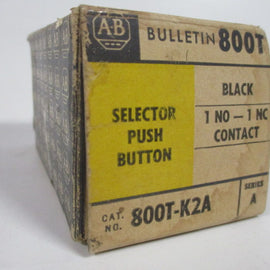 AB
BULLETIN 800T
SELECTOR
PUSH
BUTTON
BLACK
1 NO – 1 NC
CONTACT
CAT.
NO. 800T-K2A
SERIES
A